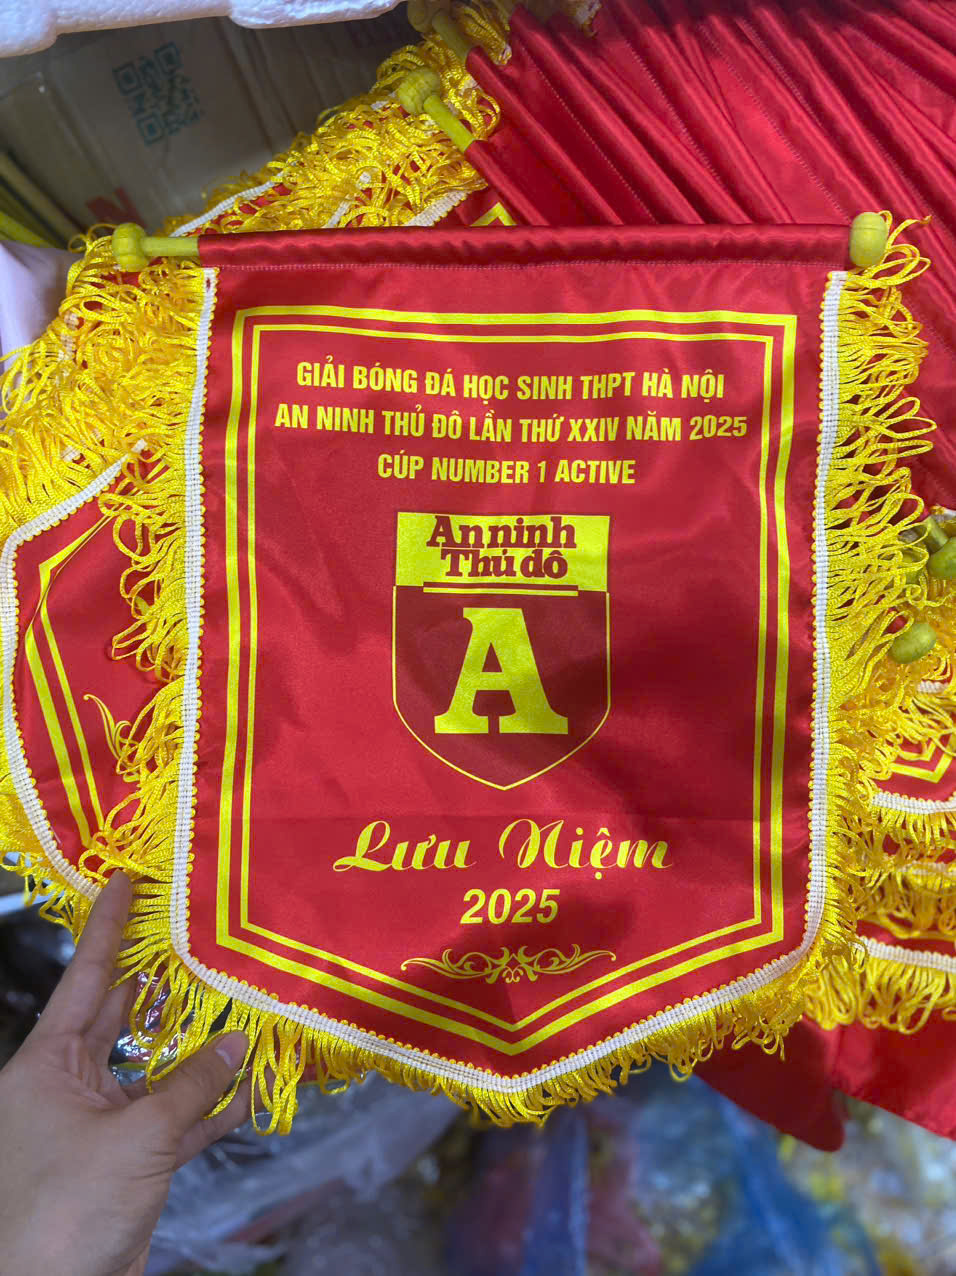 GIẢI BÓNG ĐÁ HỌC SINH THPT HÀ NỘI
AN NINH THỦ ĐÔ LẦN THỨ XXIV NĂM 2025
CÚP NUMBER 1 ACTIVE
An ninh
Thủ đô
A
Lưu Niệm
2025